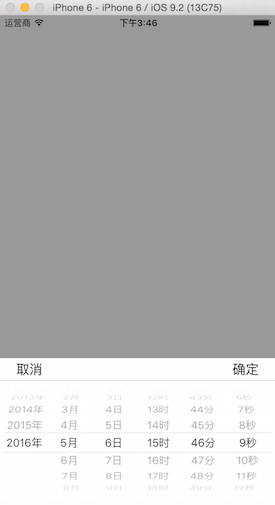 iPhone 6 - iPhone 6 / iOS 9.2 (13C75)
运营商 下午3:46
取消 确定
2013年 2月 3日 12时 43分 6秒
2014年 3月 4日 13时 44分 7秒
2015年 4月 5日 14时 45分 8秒
2016年 5月 6日 15时 46分 9秒
6月 7日 16时 47分 10秒
7月 8日 17时 48分 11秒
8月 9日 18时 49分 12秒